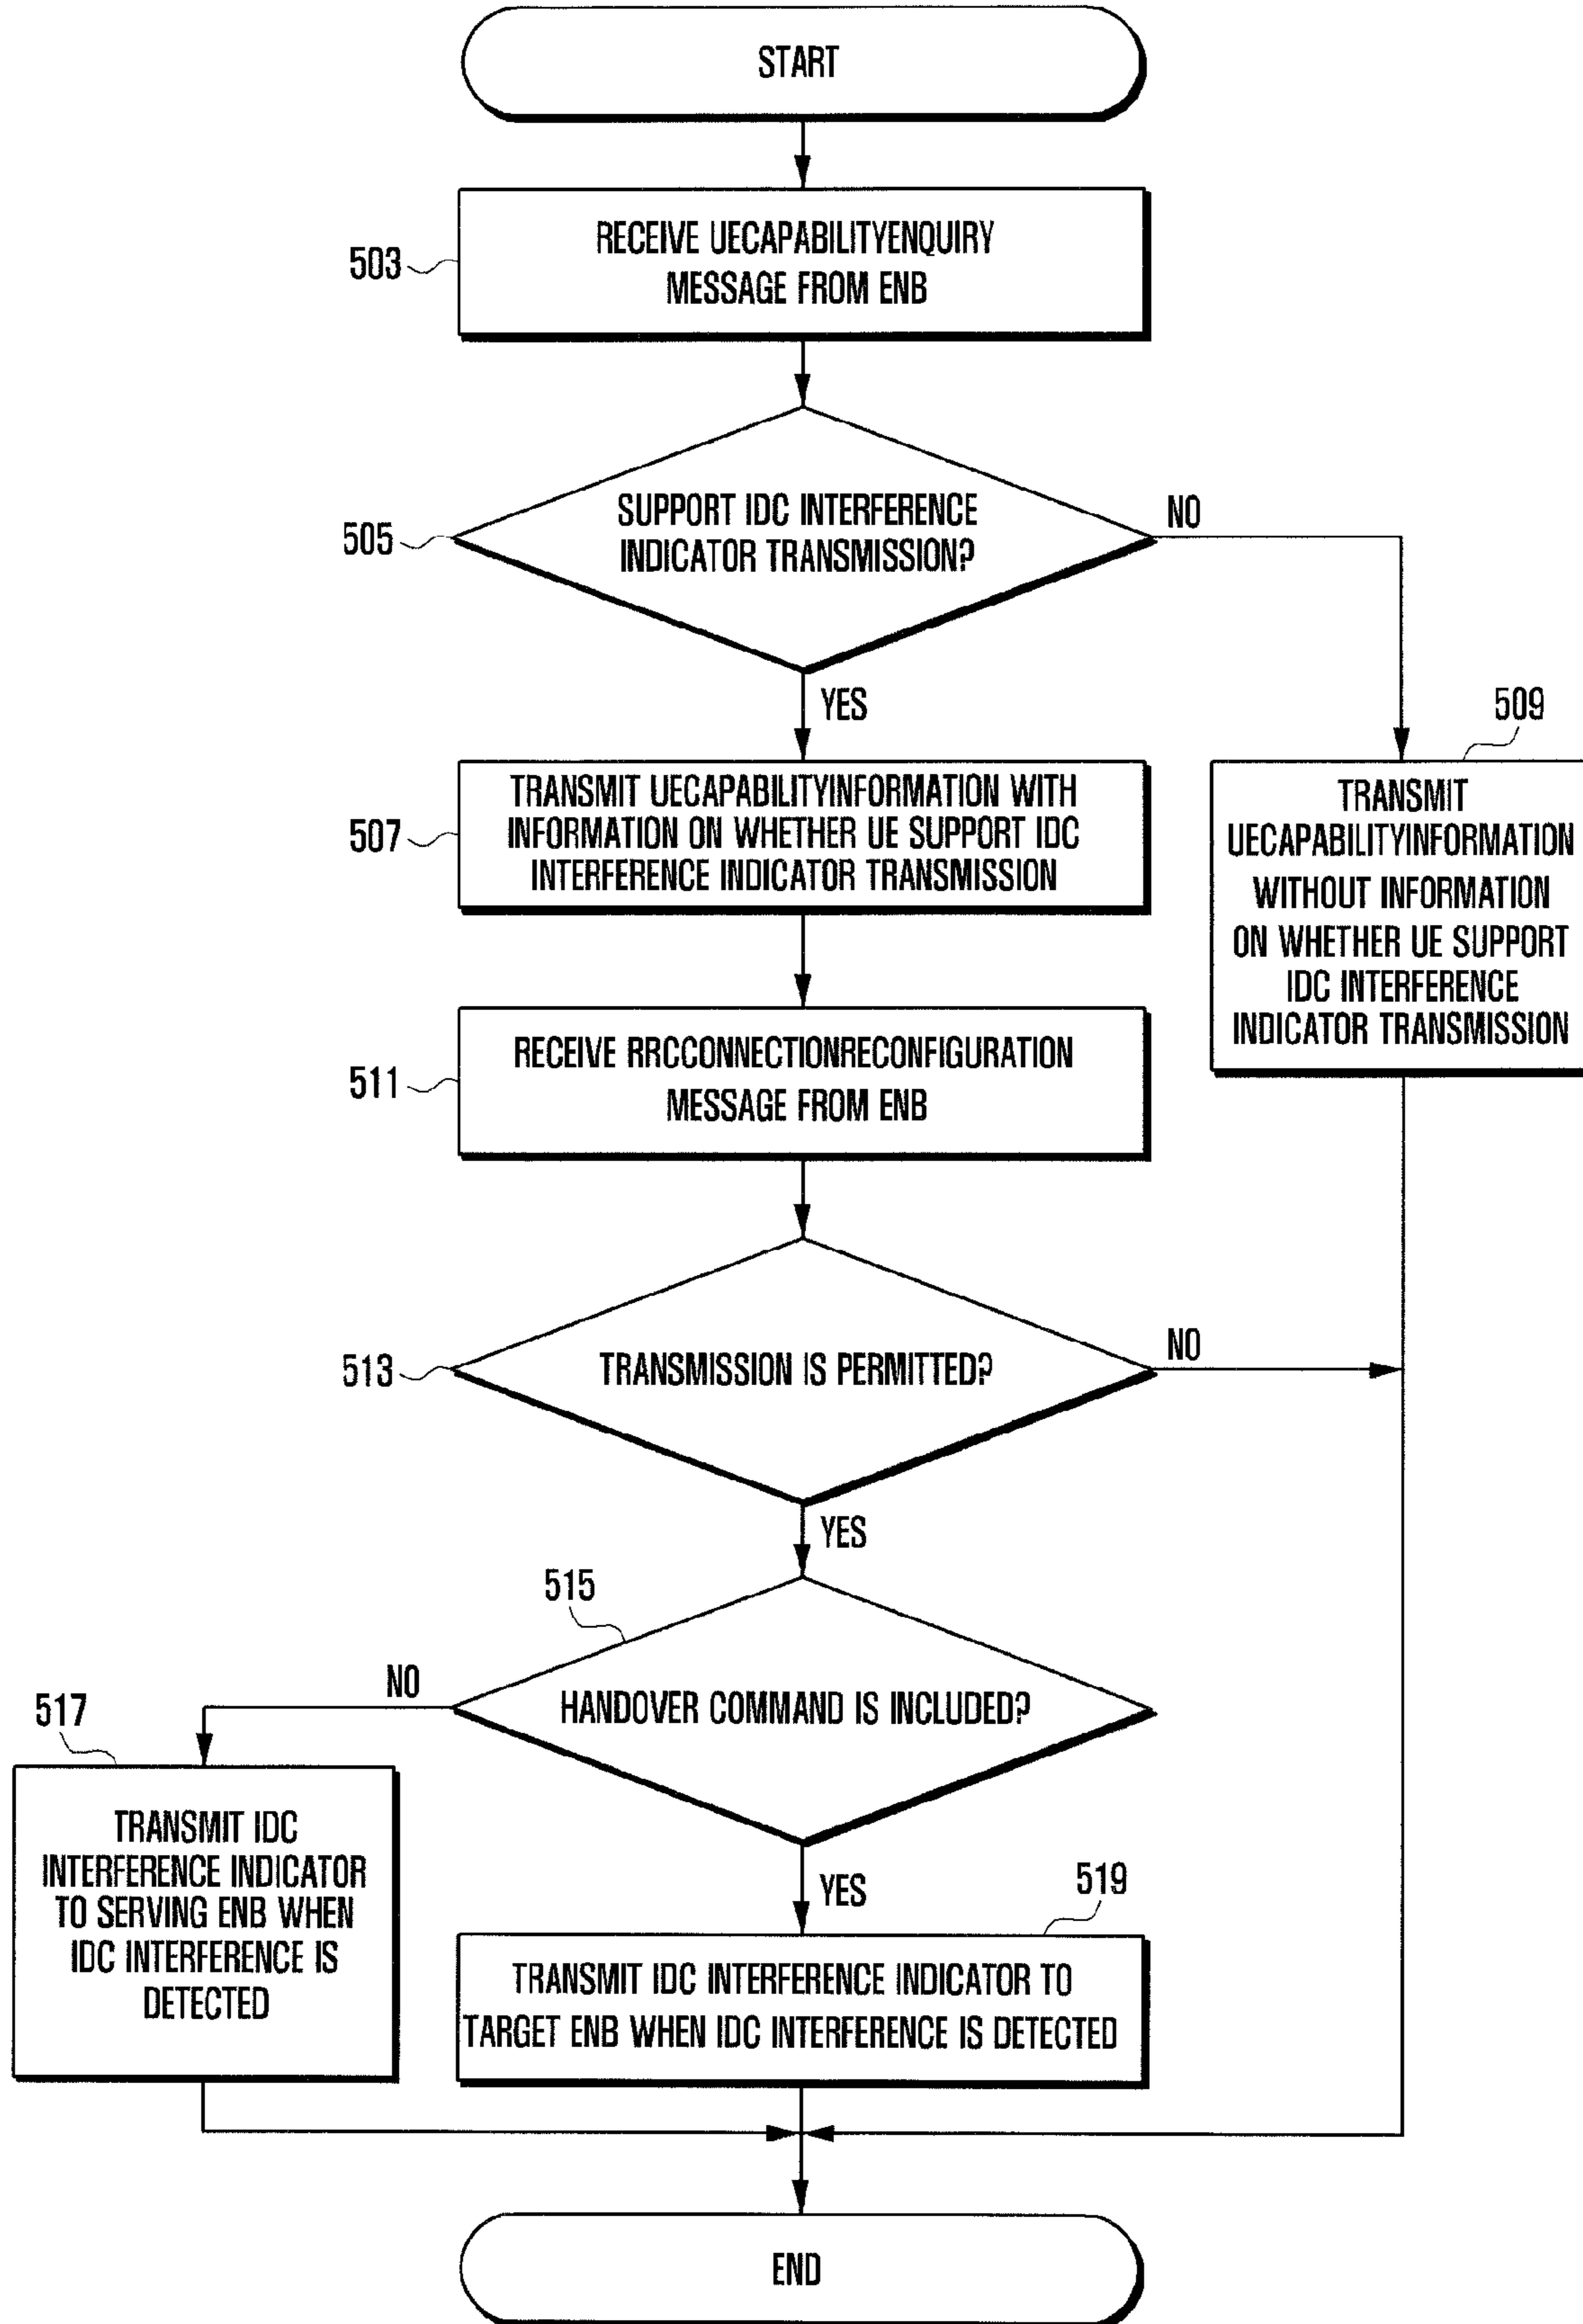 START
503
RECEIVE UECAPABILITYENQUIRY
MESSAGE FROM ENB
505
SUPPORT IDC INTERFERENCE
INDICATOR TRANSMISSION?
NO
YES
507
TRANSMIT UECAPABILITYINFORMATION WITH
INFORMATION ON WHETHER UE SUPPORT IDC
INTERFERENCE INDICATOR TRANSMISSION
509
TRANSMIT
UECAPABILITYINFORMATION
WITHOUT INFORMATION
ON WHETHER UE SUPPORT
IDC INTERFERENCE
INDICATOR TRANSMISSION
511
RECEIVE RRCCONNECTIONRECONFIGURATION
MESSAGE FROM ENB
513
TRANSMISSION IS PERMITTED?
NO
YES
515
HANDOVER COMMAND IS INCLUDED?
NO
YES
517
TRANSMIT IDC
INTERFERENCE INDICATOR
TO SERVING ENB WHEN
IDC INTERFERENCE IS
DETECTED
519
TRANSMIT IDC INTERFERENCE INDICATOR TO
TARGET ENB WHEN IDC INTERFERENCE IS DETECTED
END